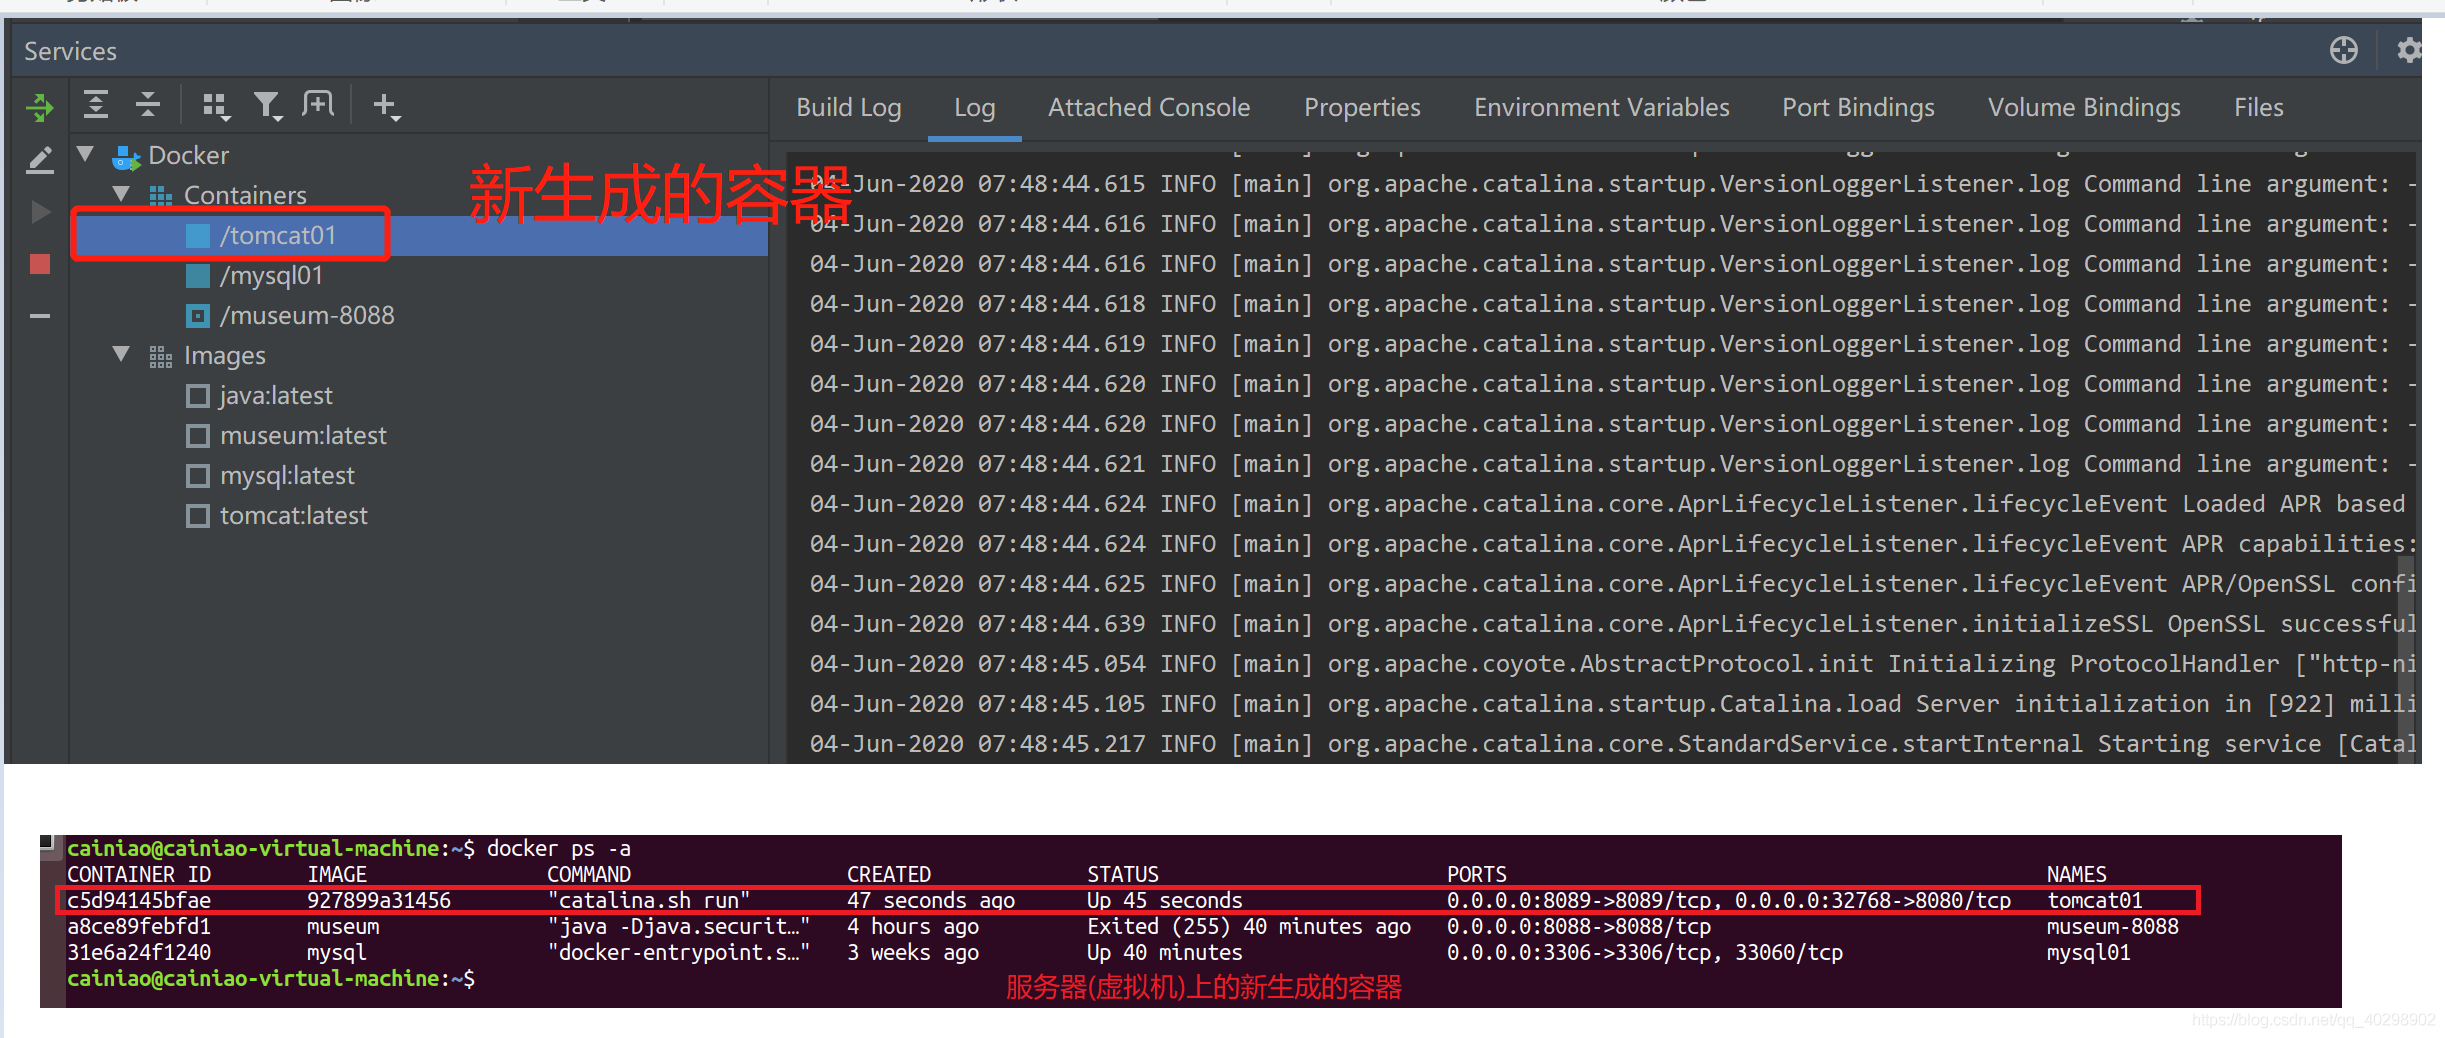 Services
Build Log Log Attached Console Properties Environment Variables Port Bindings Volume Bindings Files
Docker
Containers
/tomcat01
/mysql01
/museum-8088
Images
java:latest
museum:latest
mysql:latest
tomcat:latest
新生成的容器
04-Jun-2020 07:48:44.615 INFO [main] org.apache.catalina.startup.VersionLoggerListener.log Command line argument: -
04-Jun-2020 07:48:44.616 INFO [main] org.apache.catalina.startup.VersionLoggerListener.log Command line argument: -
04-Jun-2020 07:48:44.616 INFO [main] org.apache.catalina.startup.VersionLoggerListener.log Command line argument: -
04-Jun-2020 07:48:44.618 INFO [main] org.apache.catalina.startup.VersionLoggerListener.log Command line argument: -
04-Jun-2020 07:48:44.619 INFO [main] org.apache.catalina.startup.VersionLoggerListener.log Command line argument: -
04-Jun-2020 07:48:44.620 INFO [main] org.apache.catalina.startup.VersionLoggerListener.log Command line argument: -
04-Jun-2020 07:48:44.620 INFO [main] org.apache.catalina.startup.VersionLoggerListener.log Command line argument: -
04-Jun-2020 07:48:44.621 INFO [main] org.apache.catalina.startup.VersionLoggerListener.log Command line argument: -
04-Jun-2020 07:48:44.624 INFO [main] org.apache.catalina.core.AprLifecycleListener.lifecycleEvent Loaded APR based
04-Jun-2020 07:48:44.624 INFO [main] org.apache.catalina.core.AprLifecycleListener.lifecycleEvent APR capabilities:
04-Jun-2020 07:48:44.625 INFO [main] org.apache.catalina.core.AprLifecycleListener.lifecycleEvent APR/OpenSSL confi
04-Jun-2020 07:48:44.639 INFO [main] org.apache.catalina.core.AprLifecycleListener.initializeSSL OpenSSL successful
04-Jun-2020 07:48:45.054 INFO [main] org.apache.coyote.AbstractProtocol.init Initializing ProtocolHandler ["http-ni
04-Jun-2020 07:48:45.105 INFO [main] org.apache.catalina.startup.Catalina.load Server initialization in [922] milli
04-Jun-2020 07:48:45.217 INFO [main] org.apache.catalina.core.StandardService.startInternal Starting service [Catal
cainiao@cainiao-virtual-machine:~$ docker ps -a
CONTAINER ID IMAGE COMMAND CREATED STATUS PORTS NAMES
c5d94145bfae 927899a31456 "catalina.sh run" 47 seconds ago Up 45 seconds 0.0.0.0:8089->8089/tcp, 0.0.0.0:32768->8080/tcp tomcat01
a8ce89febfd1 museum "java -Djava.securit…" 4 hours ago Exited (255) 40 minutes ago 0.0.0.0:8088->8088/tcp museum-8088
31e6a24f1240 mysql "docker-entrypoint.s…" 3 weeks ago Up 40 minutes 0.0.0.0:3306->3306/tcp, 33060/tcp mysql01
cainiao@cainiao-virtual-machine:~$
服务器(虚拟机)上的新生成的容器
https://blog.csdn.net/qq_40298902